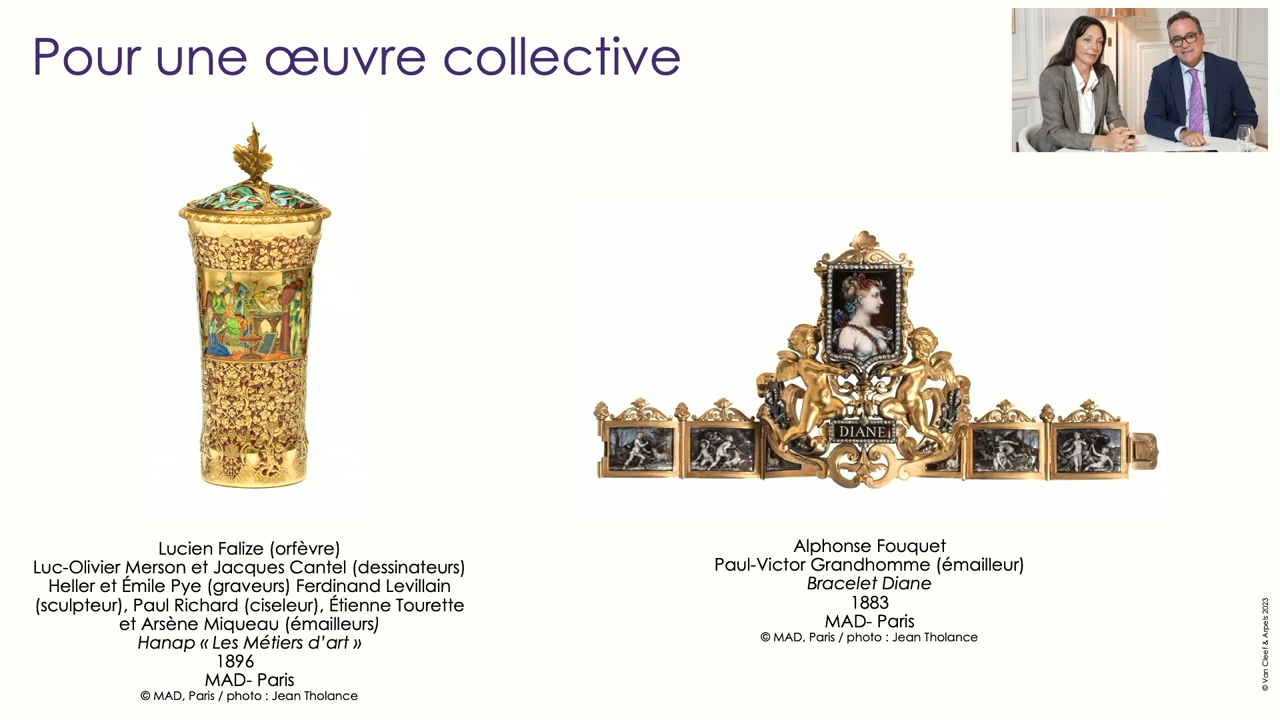 Pour une œuvre collective
DIANE
Lucien Falize (orfèvre)
Luc-Olivier Merson et Jacques Cantel (dessinateurs)
Heller et Émile Pye (graveurs) Ferdinand Levillain
(sculpteur), Paul Richard (ciseleur), Étienne Tourette
et Arsène Miqueau (émailleurs)
Hanap « Les Métiers d’art »
1896
MAD- Paris
© MAD, Paris / photo : Jean Tholance
Alphonse Fouquet
Paul-Victor Grandhomme (émailleur)
Bracelet Diane
1883
MAD- Paris
© MAD, Paris / photo : Jean Tholance
© Van Cleef & Arpels 2023